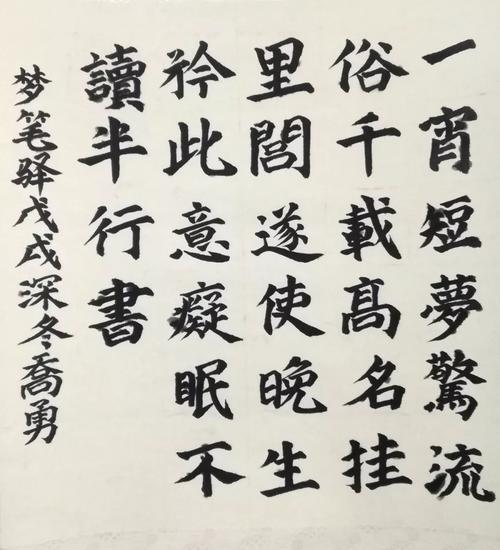 一宵短夢驚流
俗千載高名挂
里閭遂使晚生
矜此意癡眠不
讀半行書
梦笔驿戊戌深冬喬勇